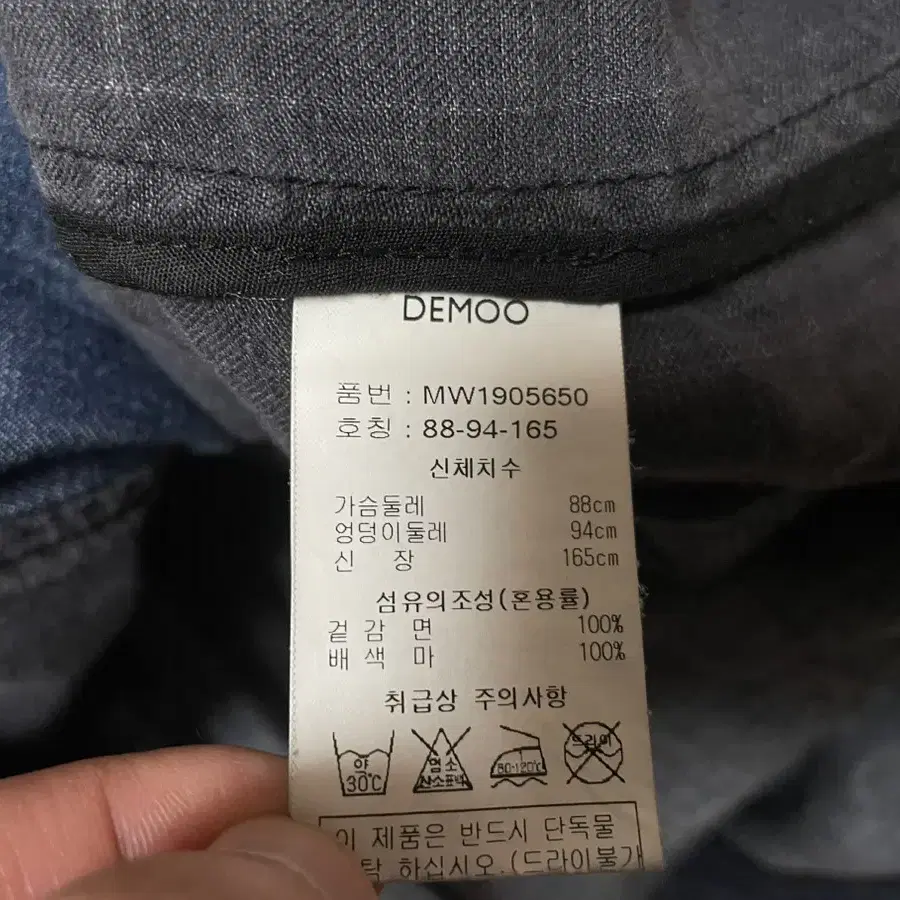 DEMOO
품번 : MW1905650
호칭 : 88-94-165
신체치수
가슴둘레 88cm
엉덩이둘레 94cm
신 장 165cm
섬유의조성(혼용률)
겉 감 면 100%
배 색 마 100%
취급상 주의사항
약 30℃
염소 산소표백
80-120℃
드라이
이 제품은 반드시 단독물
탁 하십시오.(드라이불가